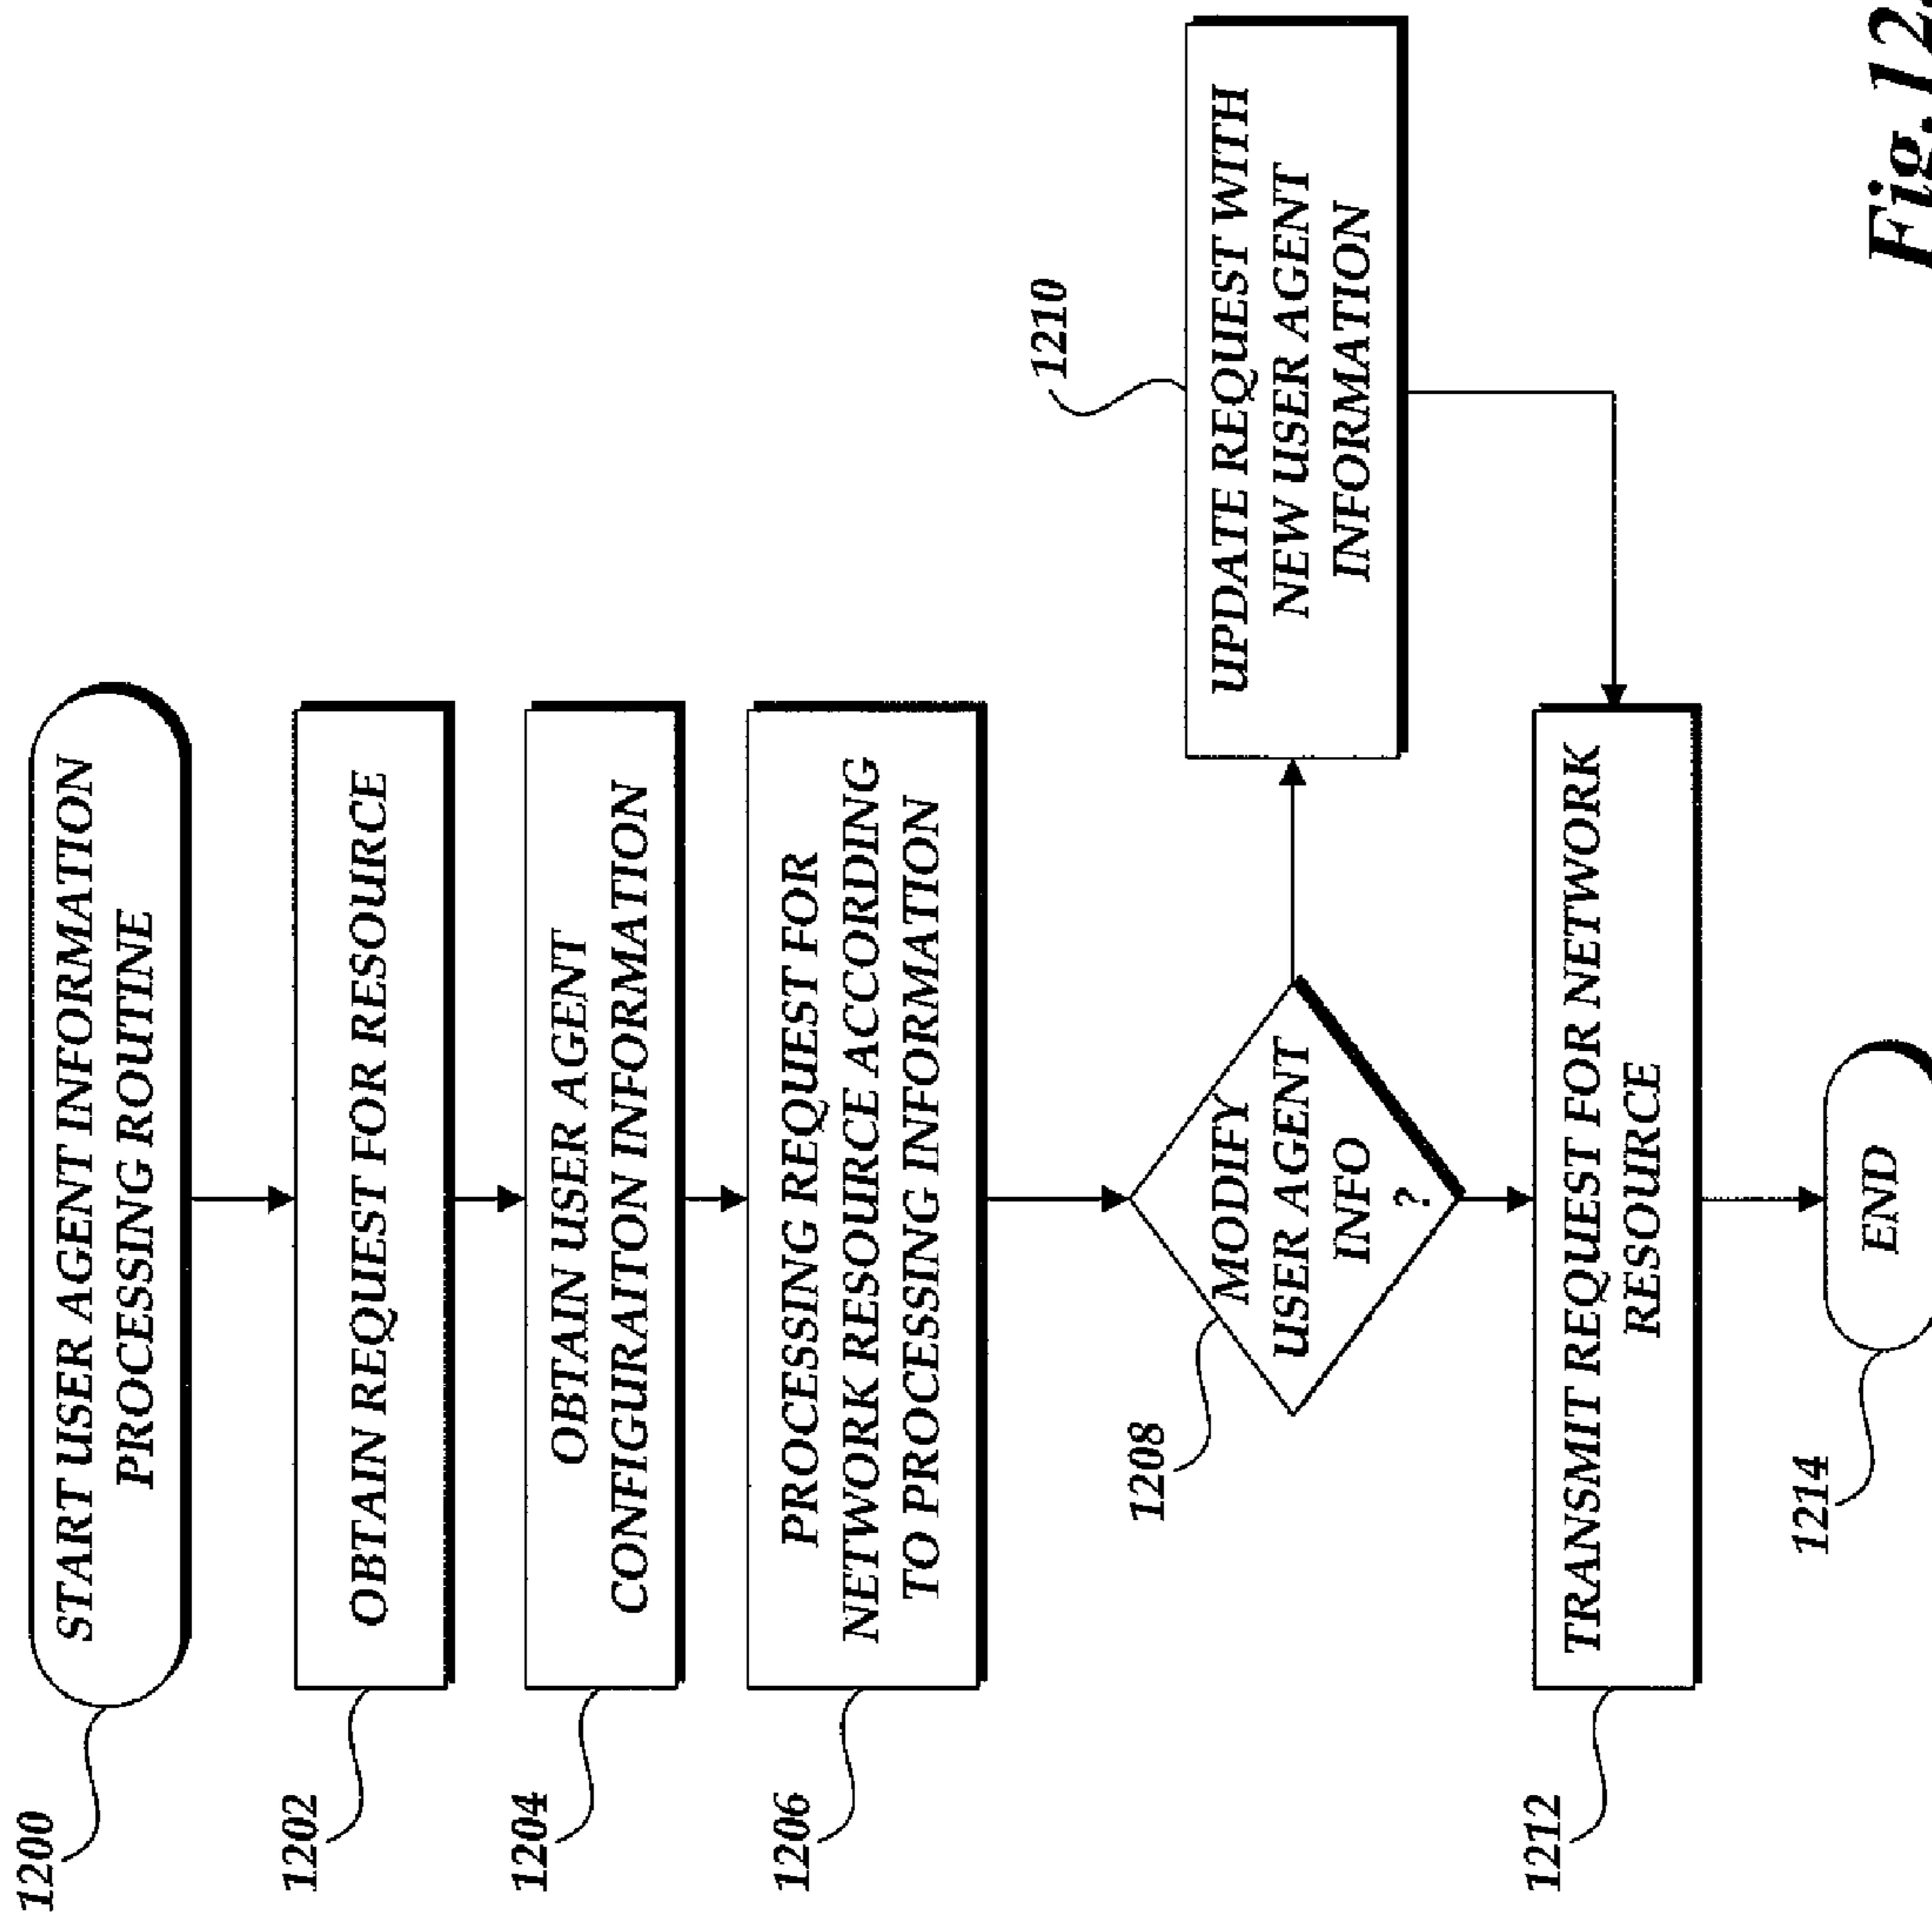 1200
START USER AGENT INFORMATION
PROCESSING ROUTINE
1202
OBTAIN REQUEST FOR RESOURCE
1204
OBTAIN USER AGENT
CONFIGURAITON INFORMATION
1206
PROCESSING REQUEST FOR
NETWORK RESOURCE ACCORDING
TO PROCESSING INFORMATION
1208
MODIFY
USER AGENT
INFO
?
1210
UPDATE REQUEST WITH
NEW USER AGENT
INFORMATION
1212
TRANSMIT REQUEST FOR NETWORK
RESOURCE
1214
END
Fig.12.